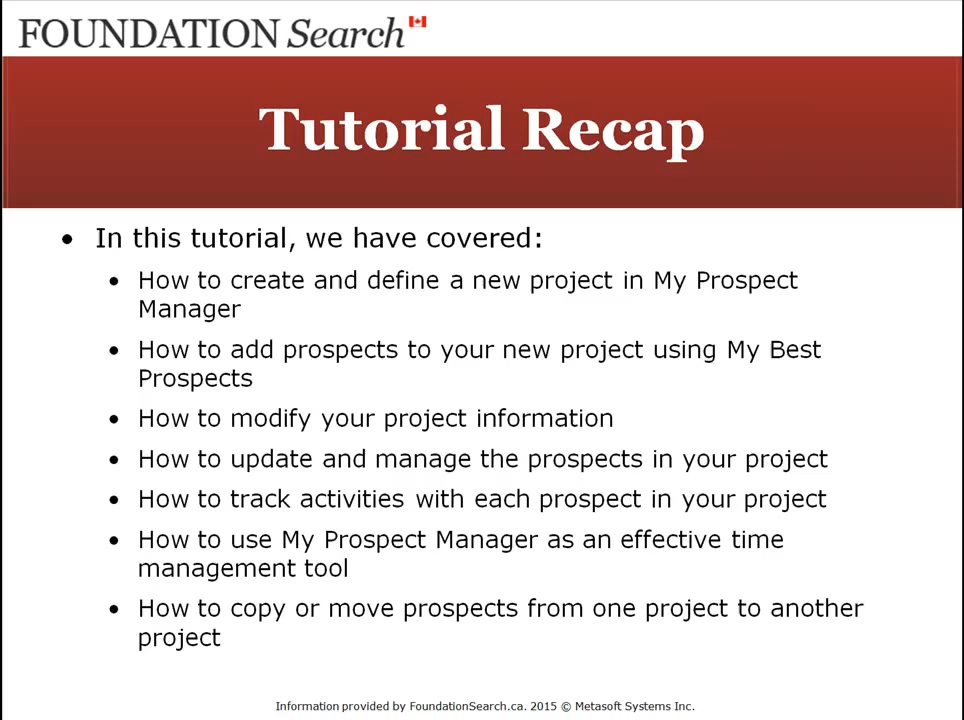 FOUNDATION Search
Tutorial Recap
• In this tutorial, we have covered:
• How to create and define a new project in My Prospect
Manager
• How to add prospects to your new project using My Best
Prospects
• How to modify your project information
• How to update and manage the prospects in your project
• How to track activities with each prospect in your project
• How to use My Prospect Manager as an effective time
management tool
• How to copy or move prospects from one project to another
project
Information provided by FoundationSearch.ca. 2015 © Metasoft Systems Inc.